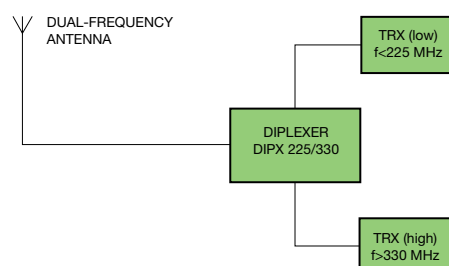 DUAL-FREQUENCY
ANTENNA
TRX (low)
f<225 MHz
DIPLEXER
DIPX 225/330
TRX (high)
f>330 MHz